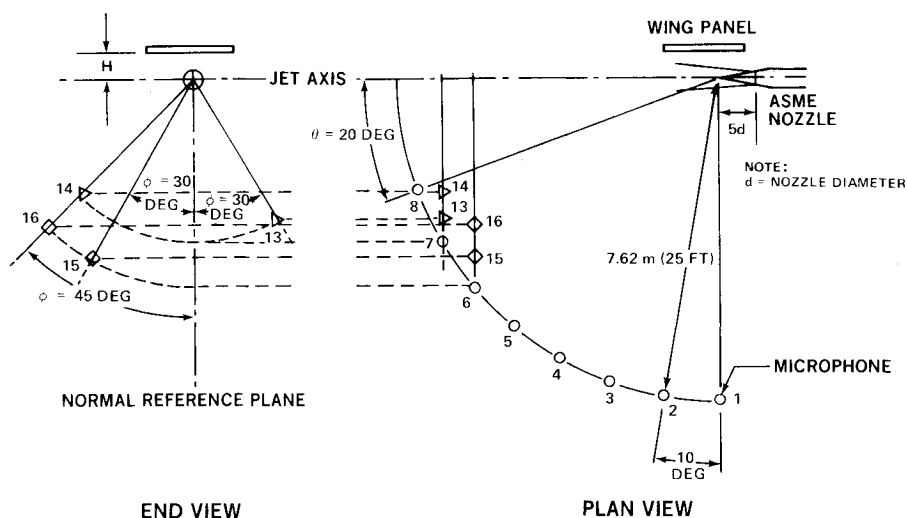 WING PANEL
H
JET AXIS
ASME
NOZZLE
5d
θ = 20 DEG
NOTE:
d = NOZZLE DIAMETER
14
ϕ = 30
DEG
ϕ = 30
DEG
13
16
15
ϕ = 45 DEG
8
14
13
16
7
15
6
5
4
3
2
1
7.62 m (25 FT)
MICROPHONE
10
DEG
NORMAL REFERENCE PLANE
END VIEW
PLAN VIEW